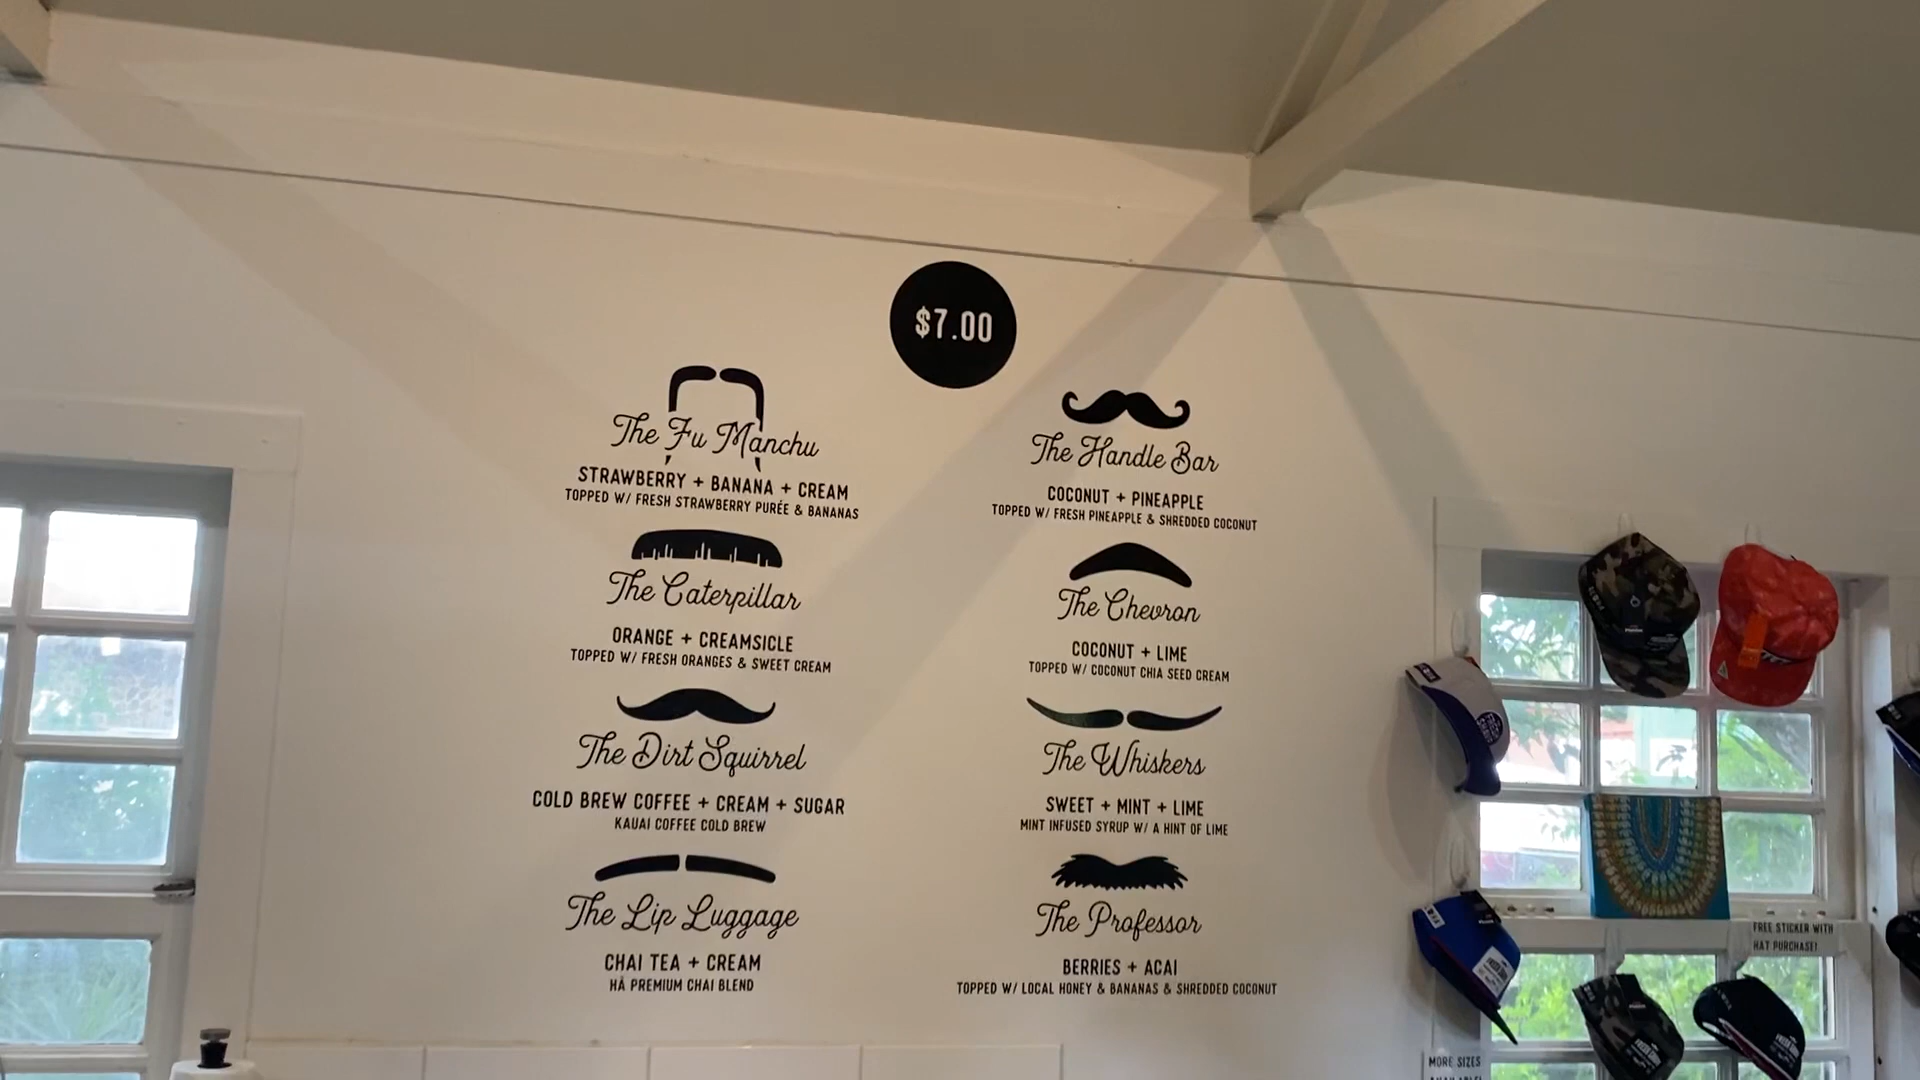 $7.00
The Fu Manchu
STRAWBERRY + BANANA + CREAM
TOPPED W/ FRESH STRAWBERRY PURÉE & BANANAS
The Caterpillar
ORANGE + CREAMSICLE
TOPPED W/ FRESH ORANGES & SWEET CREAM
The Dirt Squirrel
COLD BREW COFFEE + CREAM + SUGAR
KAUAI COFFEE COLD BREW
The Lip Luggage
CHAI TEA + CREAM
HĀ PREMIUM CHAI BLEND
The Handle Bar
COCONUT + PINEAPPLE
TOPPED W/ FRESH PINEAPPLE & SHREDDED COCONUT
The Chevron
COCONUT + LIME
TOPPED W/ COCONUT CHIA SEED CREAM
The Whiskers
SWEET + MINT + LIME
MINT INFUSED SYRUP W/ A HINT OF LIME
The Professor
BERRIES + ACAI
TOPPED W/ LOCAL HONEY & BANANAS & SHREDDED COCONUT
FREE STICKER WITH
HAT PURCHASE!
MORE SIZES